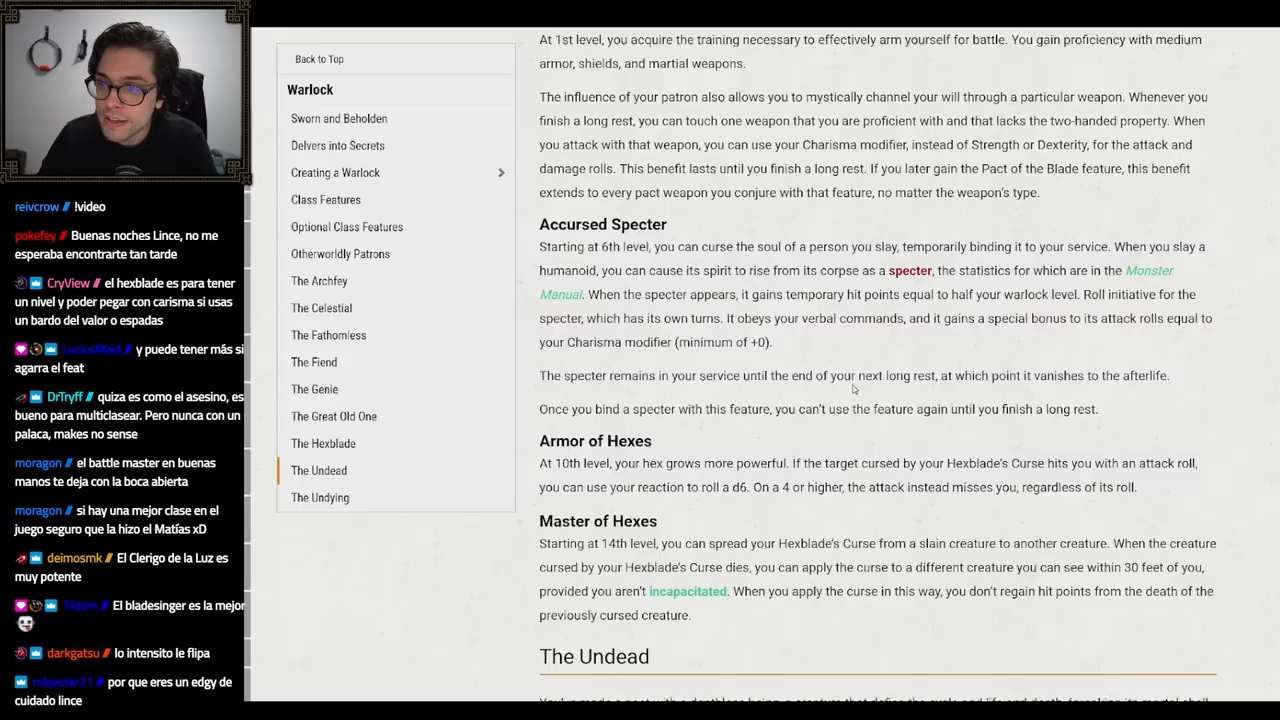 reivcrow // !video
pokefey // Buenas noches Lince, no me
esperaba encontrarte tan tarde
CryView // el hexblade es para tener
un nivel y poder pegar con carisma si usas
un bardo del valor o espadas
LuciusMaid // y puede tener más si
agarra el feat
DrTryff // quiza es como el asesino, es
bueno para multiclasear. Pero nunca con un
palaca, makes no sense
moragon // el battle master en buenas
manos te deja con la boca abierta
moragon // si hay una mejor clase en el
juego seguro que la hizo el Matías xD
deimosmk // El Clerigo de la Luz es
muy potente
Tildom // El bladesinger es la mejor
darkgatsu // lo intensito le flipa
mbjester21 // por que eres un edgy de
cuidado lince
Back to Top
Warlock
Sworn and Beholden
Delvers into Secrets
Creating a Warlock
Class Features
Optional Class Features
Otherworldly Patrons
The Archfey
The Celestial
The Fathomless
The Fiend
The Genie
The Great Old One
The Hexblade
The Undead
The Undying
At 1st level, you acquire the training necessary to effectively arm yourself for battle. You gain proficiency with medium
armor, shields, and martial weapons.
The influence of your patron also allows you to mystically channel your will through a particular weapon. Whenever you
finish a long rest, you can touch one weapon that you are proficient with and that lacks the two-handed property. When
you attack with that weapon, you can use your Charisma modifier, instead of Strength or Dexterity, for the attack and
damage rolls. This benefit lasts until you finish a long rest. If you later gain the Pact of the Blade feature, this benefit
extends to every pact weapon you conjure with that feature, no matter the weapon's type.
Accursed Specter
Starting at 6th level, you can curse the soul of a person you slay, temporarily binding it to your service. When you slay a
humanoid, you can cause its spirit to rise from its corpse as a specter, the statistics for which are in the Monster
Manual. When the specter appears, it gains temporary hit points equal to half your warlock level. Roll initiative for the
specter, which has its own turns. It obeys your verbal commands, and it gains a special bonus to its attack rolls equal to
your Charisma modifier (minimum of +0).
The specter remains in your service until the end of your next long rest, at which point it vanishes to the afterlife.
Once you bind a specter with this feature, you can't use the feature again until you finish a long rest.
Armor of Hexes
At 10th level, your hex grows more powerful. If the target cursed by your Hexblade's Curse hits you with an attack roll,
you can use your reaction to roll a d6. On a 4 or higher, the attack instead misses you, regardless of its roll.
Master of Hexes
Starting at 14th level, you can spread your Hexblade's Curse from a slain creature to another creature. When the creature
cursed by your Hexblade's Curse dies, you can apply the curse to a different creature you can see within 30 feet of you,
provided you aren't incapacitated. When you apply the curse in this way, you don't regain hit points from the death of the
previously cursed creature.
The Undead